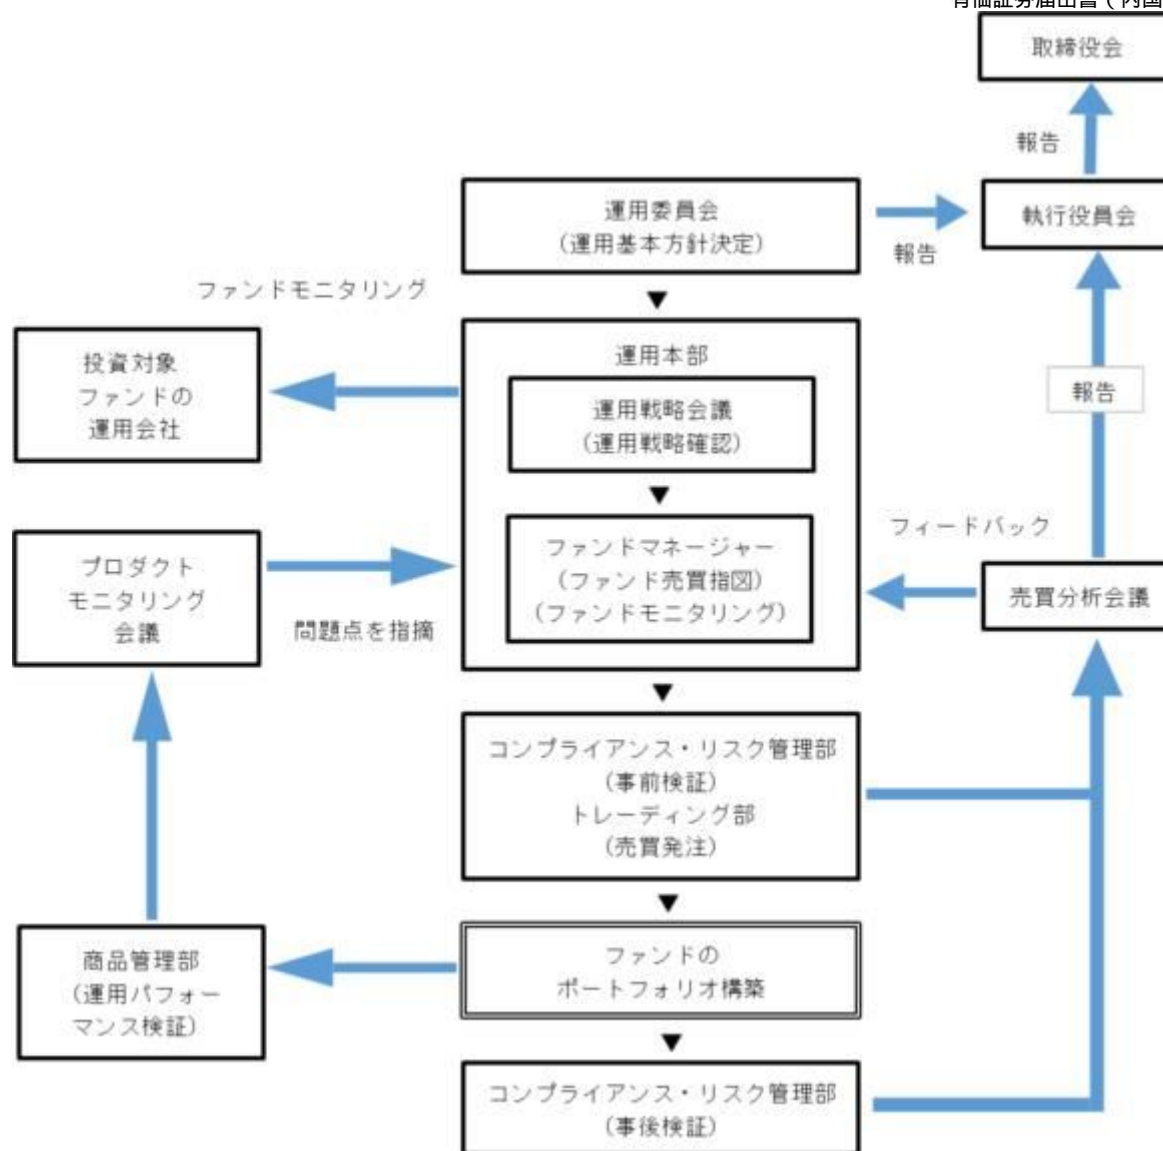 有価証券届出書(内国
取締役会
報告
運用委員会
(運用基本方針決定)
執行役員会
報告
ファンドモニタリング
投資対象
ファンドの
運用会社
運用本部
運用戦略会議
(運用戦略確認)
報告
フィードバック
プロダクト
モニタリング
会議
問題点を指摘
ファンドマネージャー
(ファンド売買指図)
(ファンドモニタリング)
売買分析会議
コンプライアンス・リスク管理部
(事前検証)
トレーディング部
(売買発注)
商品管理部
(運用パフォー
マンス検証)
ファンドの
ポートフォリオ構築
コンプライアンス・リスク管理部
(事後検証)